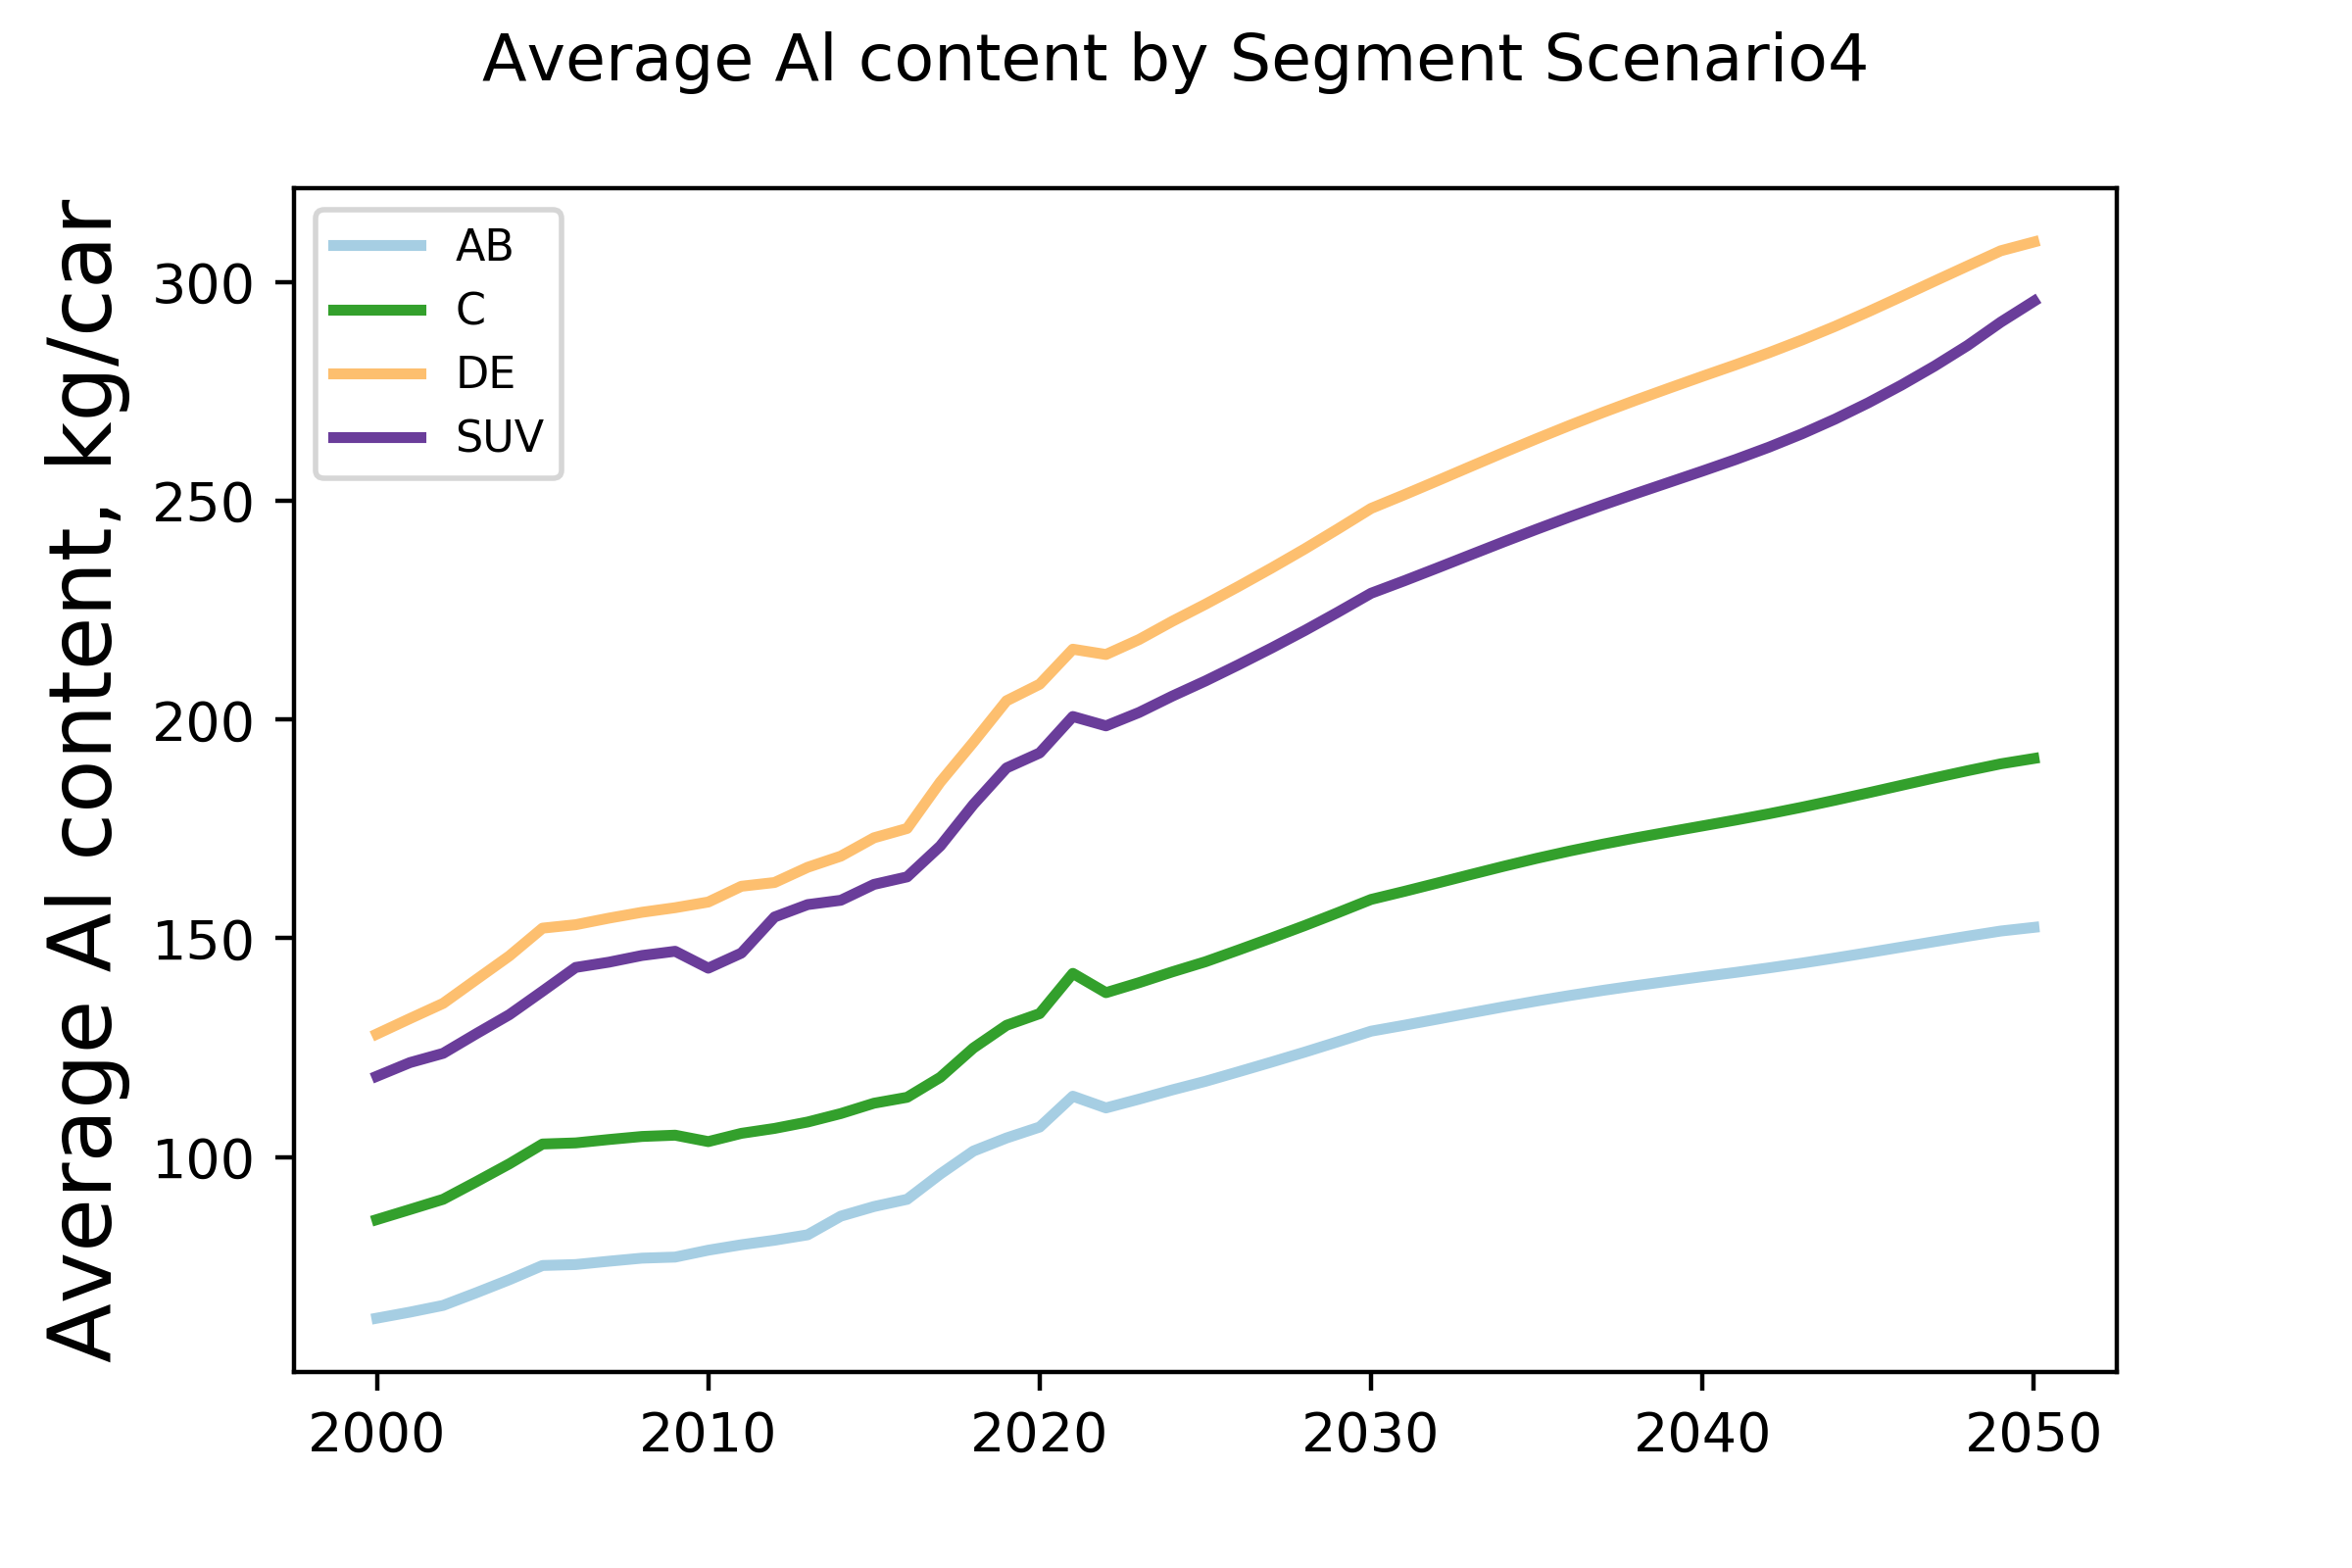 Average Al content by Segment Scenario4
Average Al content, kg/car
300
250
200
150
100
AB
C
DE
SUV
2000 2010 2020 2030 2040 2050